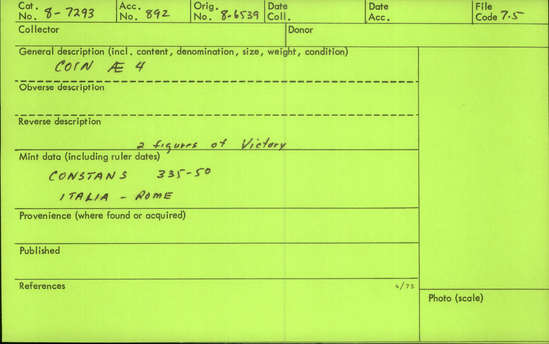 Cat. No. 8-7293 Acc. No. 892 Orig. No. 8-6539 Date Coll. Date Acc. File Code 7.5
Collector Donor
General description (incl. content, denomination, size, weight, condition)
COIN Æ 4
Obverse description
Reverse description
2 figures of Victory
Mint data (including ruler dates)
CONSTANS 335-50
ITALIA - ROME
Provenience (where found or acquired)
Published
References 4/75
Photo (scale)